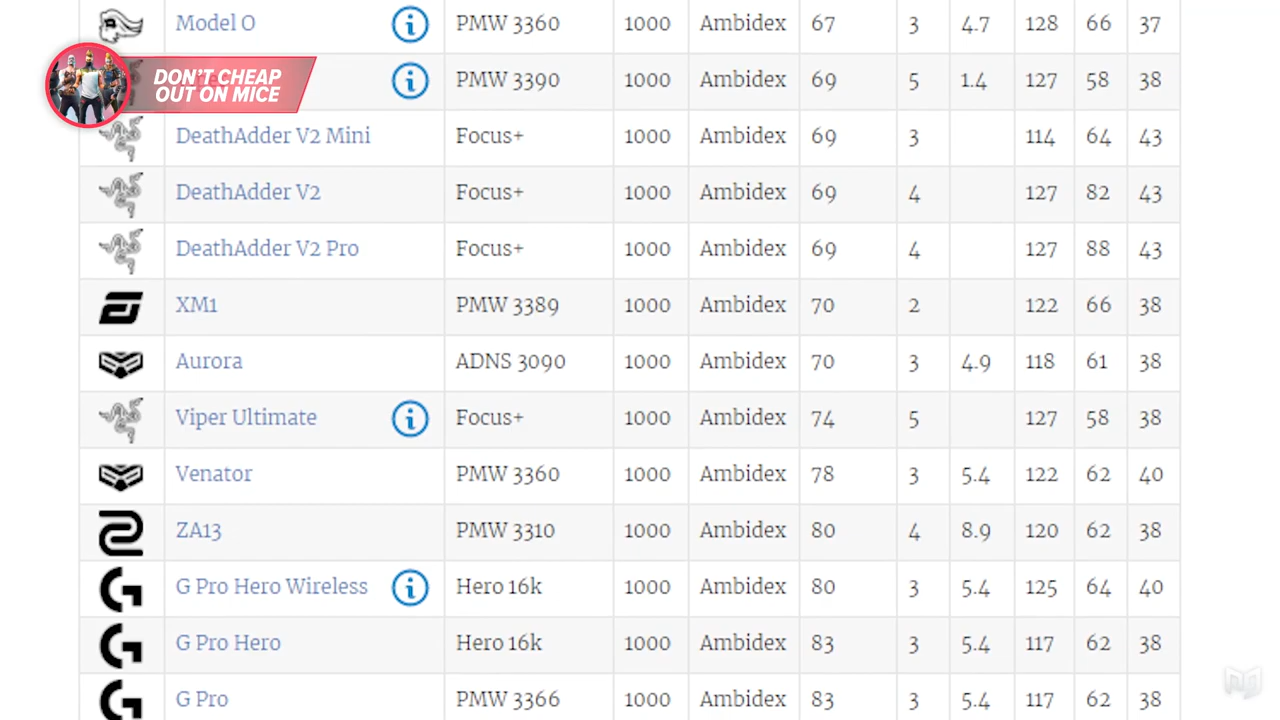 Model O i PMW 3360 1000 Ambidex 67 3 4.7 128 66 37
DON'T CHEAP
OUT ON MICE
i PMW 3390 1000 Ambidex 69 5 1.4 127 58 38
DeathAdder V2 Mini Focus+ 1000 Ambidex 69 3 114 64 43
DeathAdder V2 Focus+ 1000 Ambidex 69 4 127 82 43
DeathAdder V2 Pro Focus+ 1000 Ambidex 69 4 127 88 43
XM1 PMW 3389 1000 Ambidex 70 2 122 66 38
Aurora ADNS 3090 1000 Ambidex 70 3 4.9 118 61 38
Viper Ultimate i Focus+ 1000 Ambidex 74 5 127 58 38
Venator PMW 3360 1000 Ambidex 78 3 5.4 122 62 40
ZA13 PMW 3310 1000 Ambidex 80 4 8.9 120 62 38
G Pro Hero Wireless i Hero 16k 1000 Ambidex 80 3 5.4 125 64 40
G Pro Hero Hero 16k 1000 Ambidex 83 3 5.4 117 62 38
G Pro PMW 3366 1000 Ambidex 83 3 5.4 117 62 38